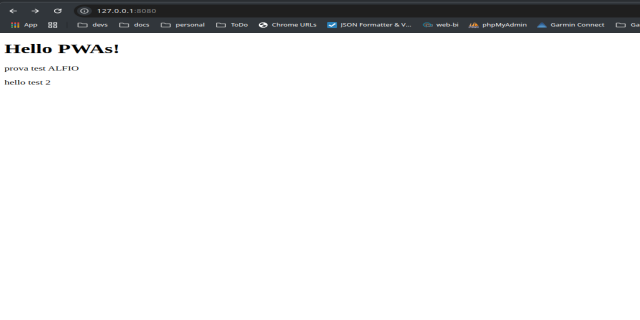 127.0.0.1:8080
App devs docs personal ToDo Chrome URLs JSON Formatter & V... web-bi phpMyAdmin Garmin Connect Ga
Hello PWAs!
prova test ALFIO
hello test 2